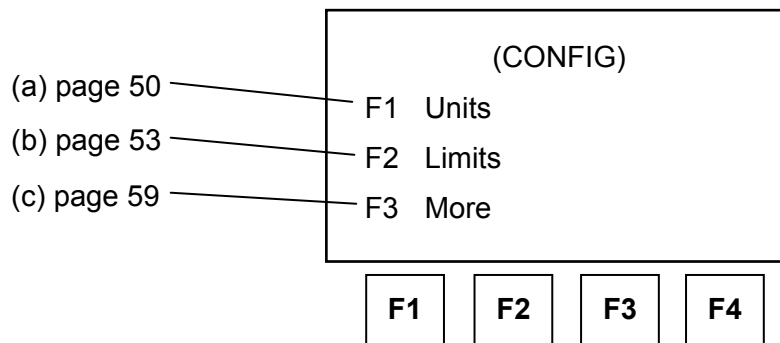 (CONFIG)
(a) page 50
F1 Units
(b) page 53
F2 Limits
(c) page 59
F3 More
F1 F2 F3 F4